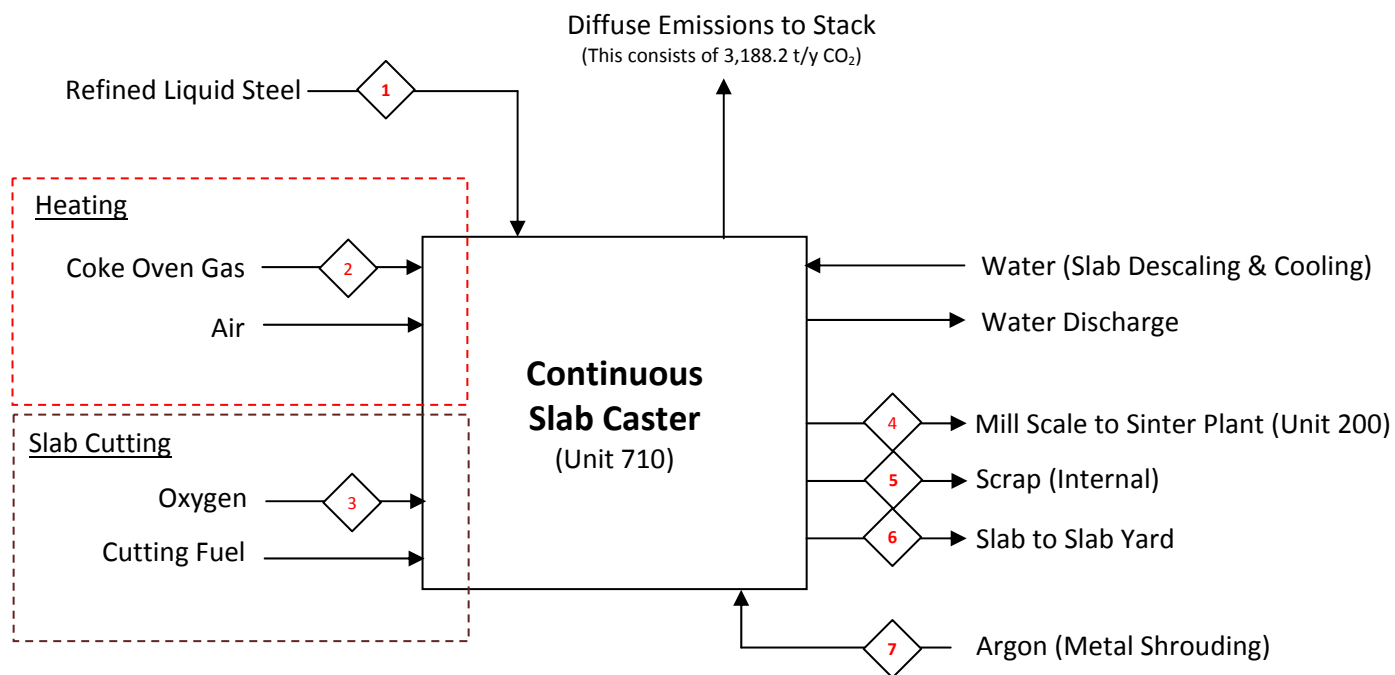 Diffuse Emissions to Stack
(This consists of 3,188.2 t/y CO₂)
Refined Liquid Steel
1
Heating
Coke Oven Gas
2
Air
Slab Cutting
Oxygen
3
Cutting Fuel
Continuous
Slab Caster
(Unit 710)
Water (Slab Descaling & Cooling)
Water Discharge
4
Mill Scale to Sinter Plant (Unit 200)
5
Scrap (Internal)
6
Slab to Slab Yard
7
Argon (Metal Shrouding)